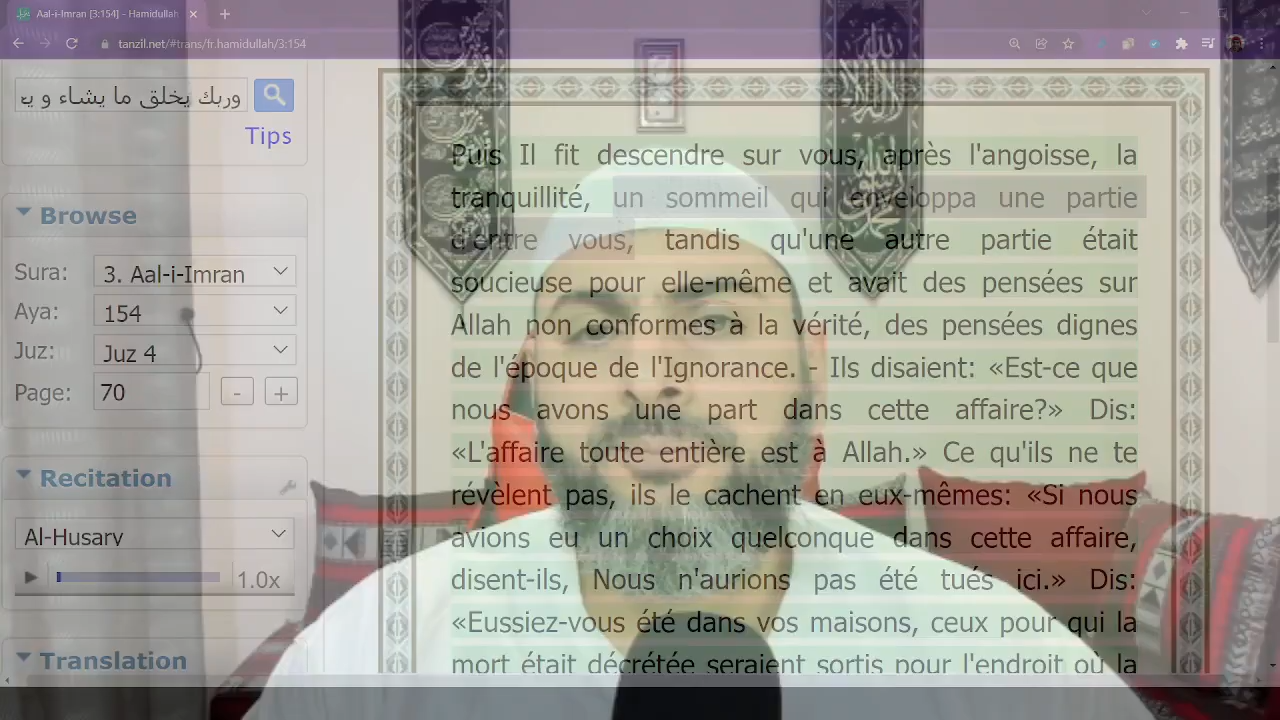 Aal-i-Imran [3:154] - Hamidullah
tanzil.net/#trans/fr.hamidullah/3:154
وربك يخلق ما يشاء و يخ
Tips
Browse
Sura: 3. Aal-i-Imran
Aya: 154
Juz: Juz 4
Page: 70 - +
Recitation
Al-Husary
1.0x
Translation
Puis Il fit descendre sur vous, après l'angoisse, la
tranquillité, un sommeil qui enveloppa une partie
d'entre vous, tandis qu'une autre partie était
soucieuse pour elle-même et avait des pensées sur
Allah non conformes à la vérité, des pensées dignes
de l'époque de l'Ignorance. - Ils disaient: «Est-ce que
nous avons une part dans cette affaire?» Dis:
«L'affaire toute entière est à Allah.» Ce qu'ils ne te
révèlent pas, ils le cachent en eux-mêmes: «Si nous
avions eu un choix quelconque dans cette affaire,
disent-ils, Nous n'aurions pas été tués ici.» Dis:
«Eussiez-vous été dans vos maisons, ceux pour qui la
mort était décrétée seraient sortis pour l'endroit où la